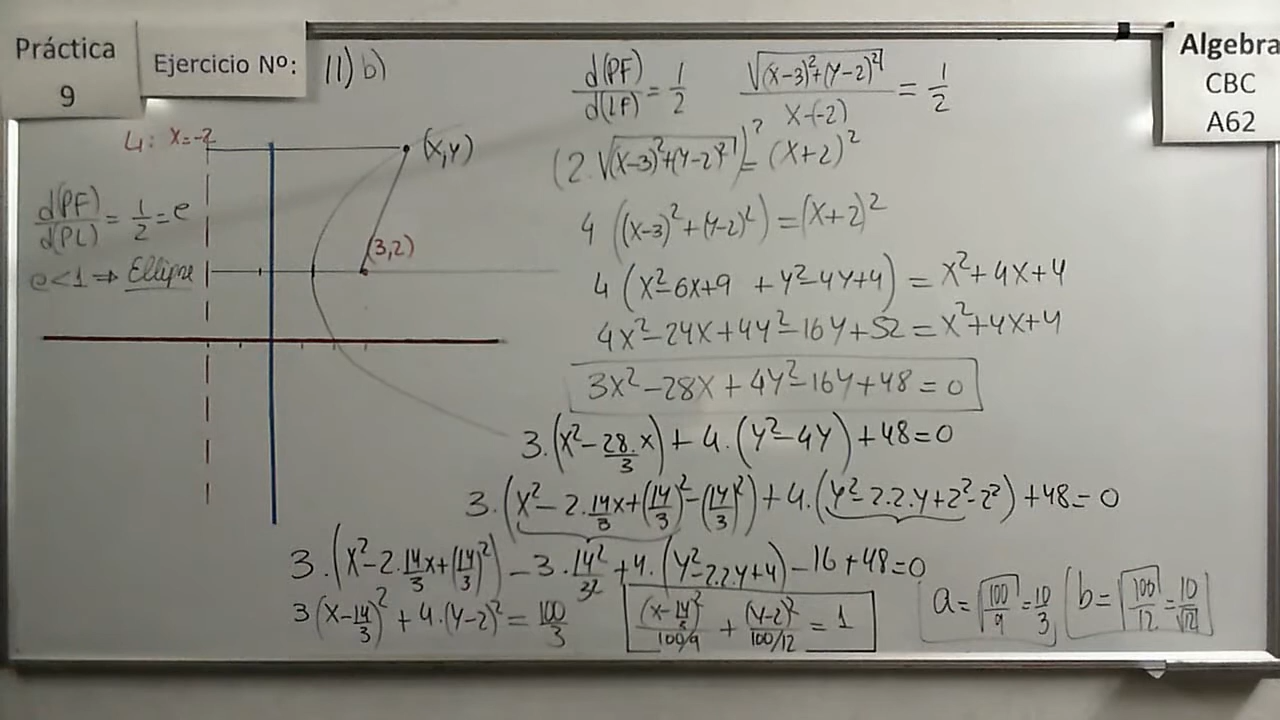 Práctica
9
Ejercicio Nº:
11) b)
Algebra
CBC
A62
L: x=-2
(x,y)
(3,2)
d(PF)/d(PL) = 1/2 = e
e<1 ⇒ Elipse
d(PF)/d(LP) = 1/2
√((x-3)²+(y-2)²)/(x-(-2)) = 1/2
(2.√((x-3)²+(y-2)²))² = (x+2)²
4 ((x-3)²+(y-2)²) = (x+2)²
4 (x²-6x+9 + y²-4y+4) = x²+4x+4
4x²-24x+4y²-16y+52 = x²+4x+4
3x²-28x+4y²-16y+48=0
3.(x²-28/3.x) + 4.(y²-4y)+48=0
3.(x²-2.14/3x+(14/3)²-(14/3)²)+4.(y²-2.2.y+2²-2²)+48=0
3.(x²-2.14/3x+(14/3)²) -3.14²/3²+4.(y²-2.2.y+4)-16+48=0
3(x-14/3)²+4.(y-2)²=100/3
(x-14/3)²/(100/9) + (y-2)²/(100/12) = 1
a=√(100/9)=10/3
b=√(100/12)=10/√12